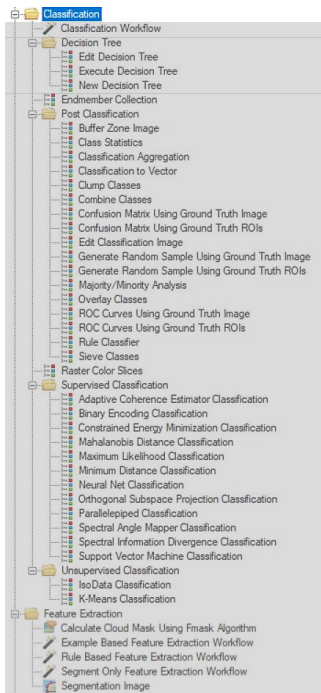 Classification
Classification Workflow
Decision Tree
Edit Decision Tree
Execute Decision Tree
New Decision Tree
Endmember Collection
Post Classification
Buffer Zone Image
Class Statistics
Classification Aggregation
Classification to Vector
Clump Classes
Combine Classes
Confusion Matrix Using Ground Truth Image
Confusion Matrix Using Ground Truth ROIs
Edit Classification Image
Generate Random Sample Using Ground Truth Image
Generate Random Sample Using Ground Truth ROIs
Majority/Minority Analysis
Overlay Classes
ROC Curves Using Ground Truth Image
ROC Curves Using Ground Truth ROIs
Rule Classifier
Sieve Classes
Raster Color Slices
Supervised Classification
Adaptive Coherence Estimator Classification
Binary Encoding Classification
Constrained Energy Minimization Classification
Mahalanobis Distance Classification
Maximum Likelihood Classification
Minimum Distance Classification
Neural Net Classification
Orthogonal Subspace Projection Classification
Parallelepiped Classification
Spectral Angle Mapper Classification
Spectral Information Divergence Classification
Support Vector Machine Classification
Unsupervised Classification
IsoData Classification
K-Means Classification
Feature Extraction
Calculate Cloud Mask Using Fmask Algorithm
Example Based Feature Extraction Workflow
Rule Based Feature Extraction Workflow
Segment Only Feature Extraction Workflow
Segmentation Image